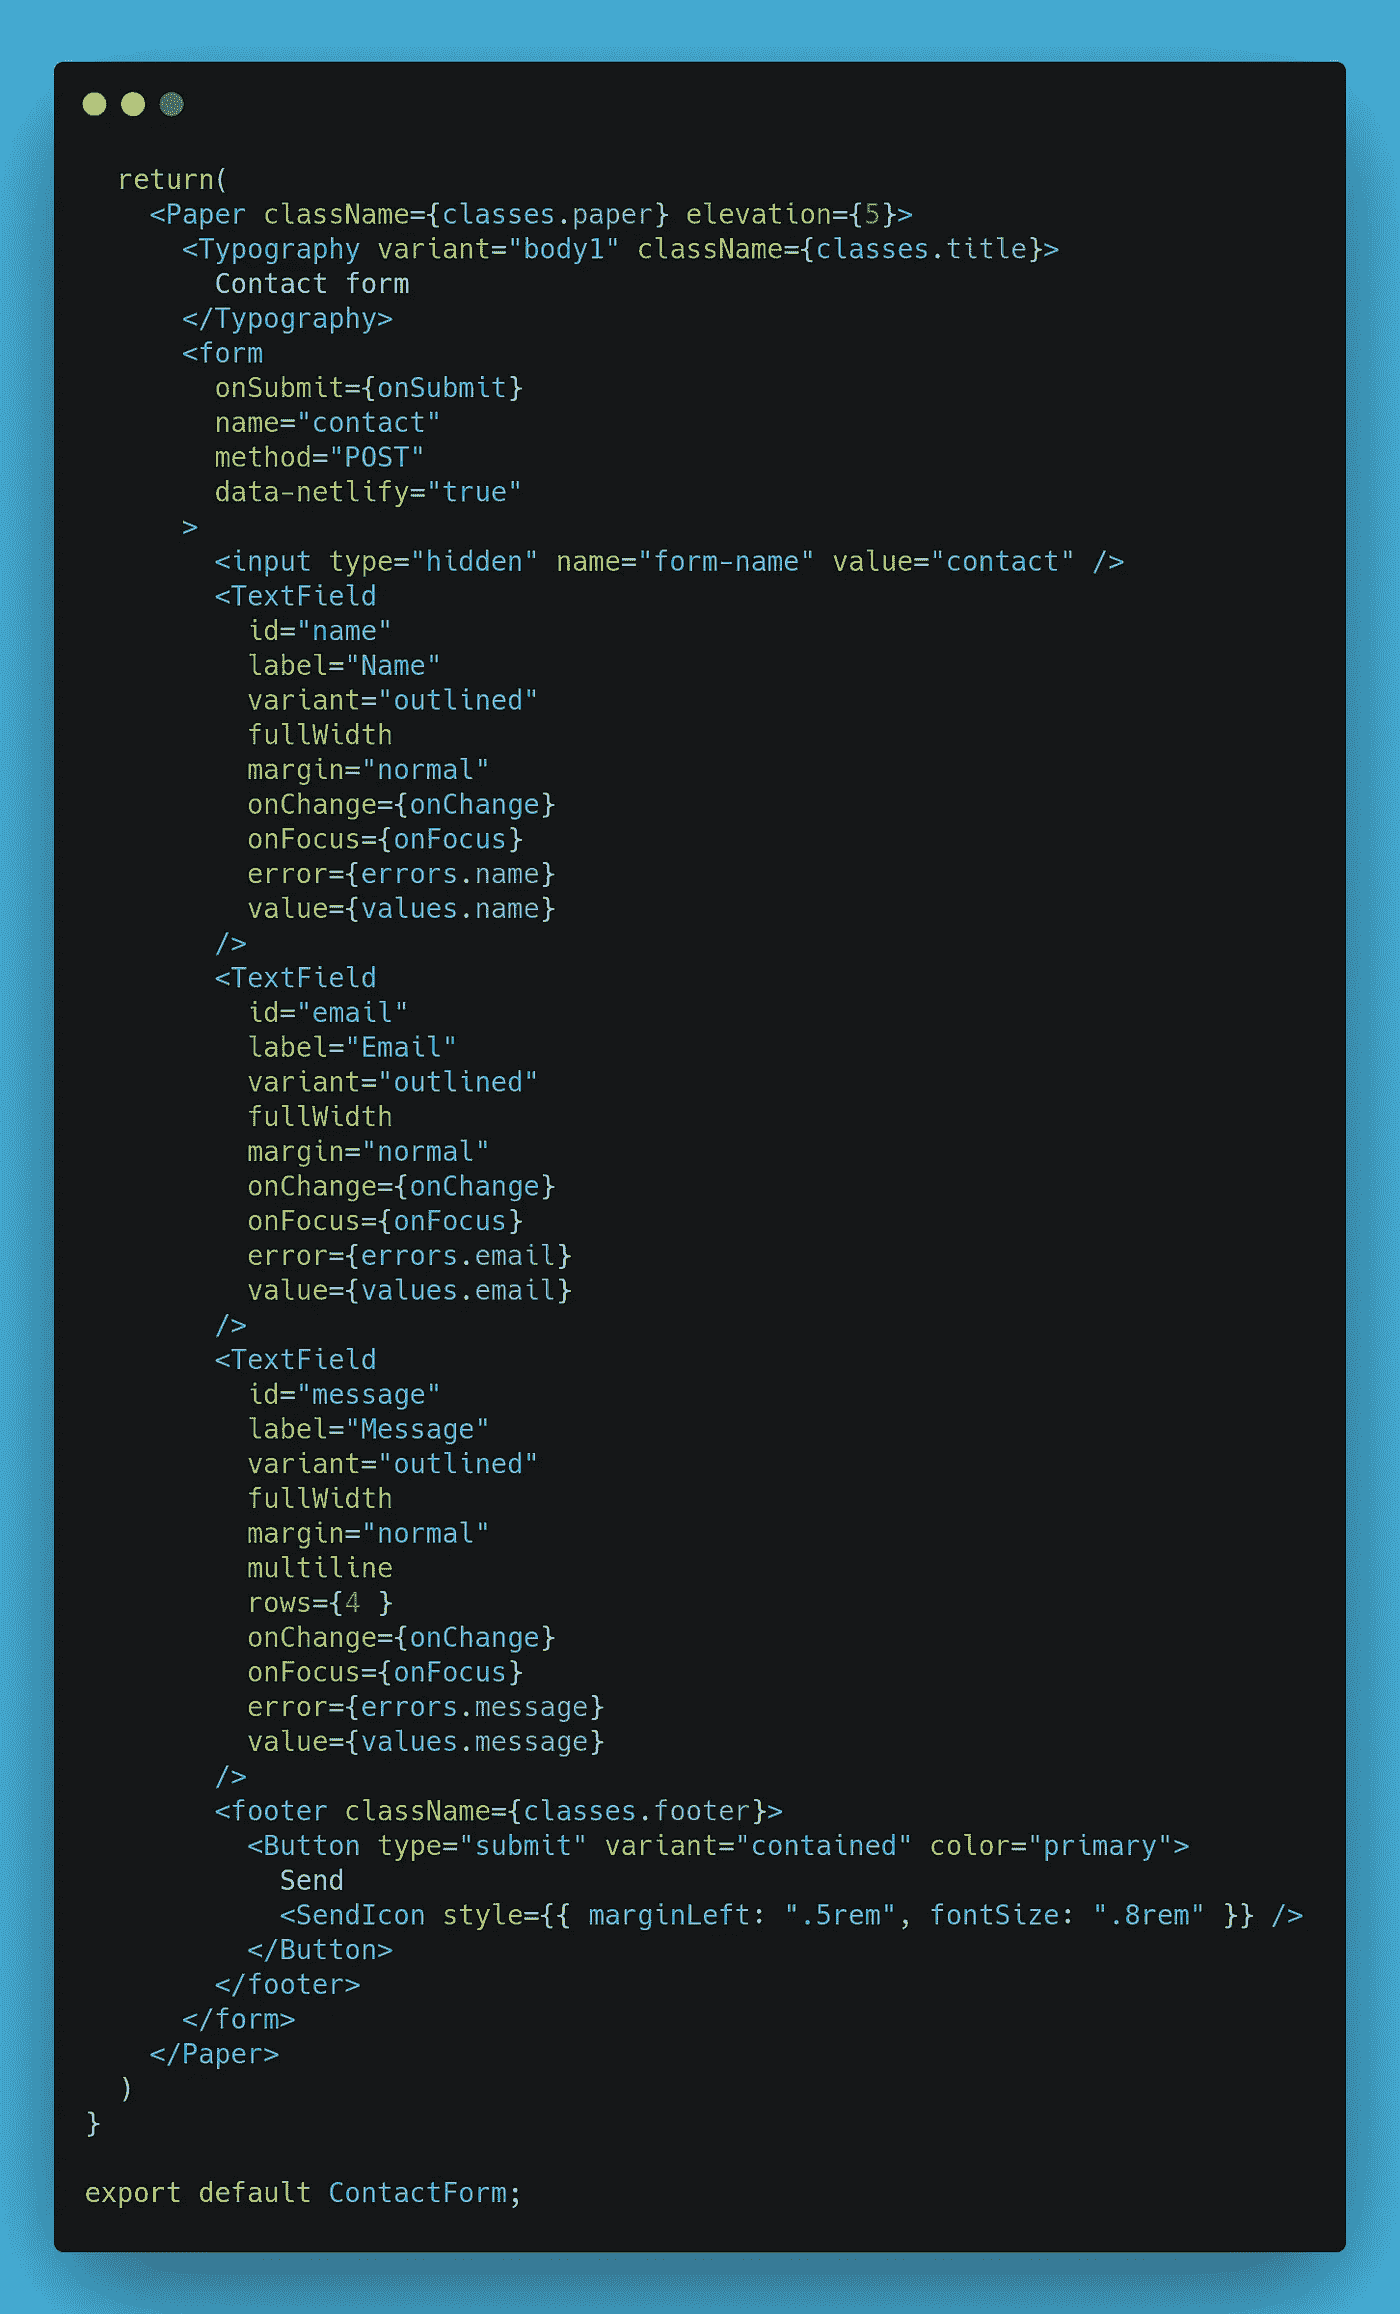 return(
<Paper className={classes.paper} elevation={5}>
<Typography variant="body1" className={classes.title}>
Contact form
</Typography>
<form
onSubmit={onSubmit}
name="contact"
method="POST"
data-netlify="true"
>
<input type="hidden" name="form-name" value="contact" />
<TextField
id="name"
label="Name"
variant="outlined"
fullWidth
margin="normal"
onChange={onChange}
onFocus={onFocus}
error={errors.name}
value={values.name}
/>
<TextField
id="email"
label="Email"
variant="outlined"
fullWidth
margin="normal"
onChange={onChange}
onFocus={onFocus}
error={errors.email}
value={values.email}
/>
<TextField
id="message"
label="Message"
variant="outlined"
fullWidth
margin="normal"
multiline
rows={4 }
onChange={onChange}
onFocus={onFocus}
error={errors.message}
value={values.message}
/>
<footer className={classes.footer}>
<Button type="submit" variant="contained" color="primary">
Send
<SendIcon style={{ marginLeft: ".5rem", fontSize: ".8rem" }} />
</Button>
</footer>
</form>
</Paper>
)
}
export default ContactForm;